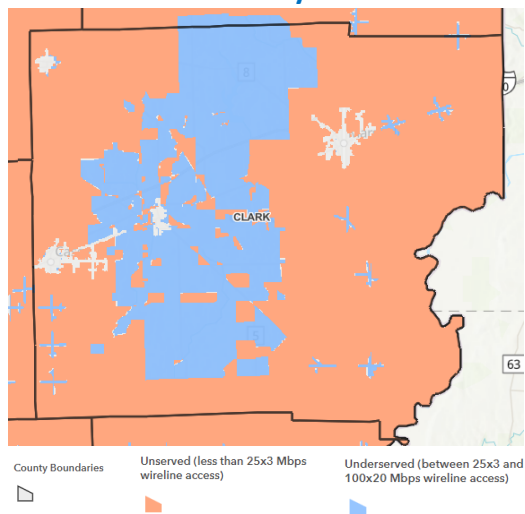 8
CLARK
5
63
County Boundaries
Unserved (less than 25x3 Mbps
wireline access)
Underserved (between 25x3 and
100x20 Mbps wireline access)